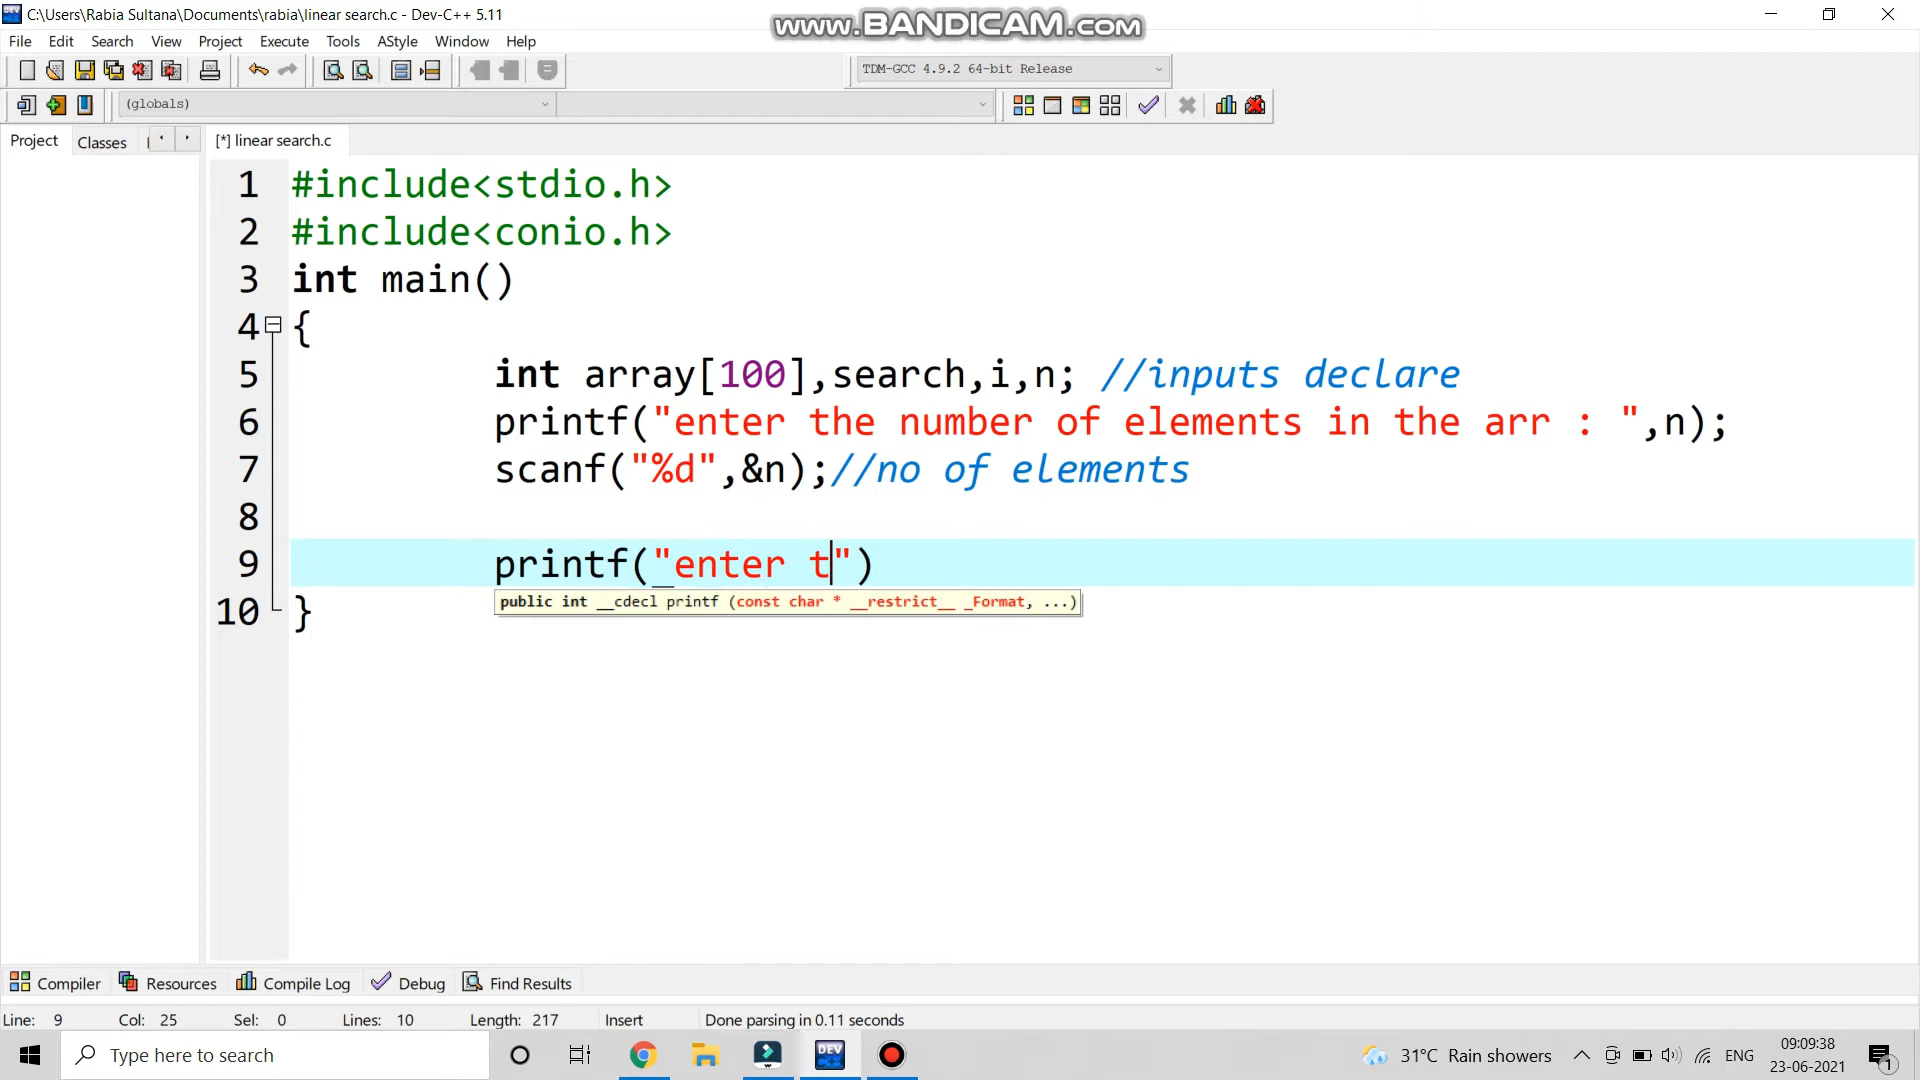 C:\Users\Rabia Sultana\Documents\rabia\linear search.c - Dev-C++ 5.11
www.BANDICAM.com
File Edit Search View Project Execute Tools AStyle Window Help
TDM-GCC 4.9.2 64-bit Release
(globals)
Project Classes [*] linear search.c
1 #include<stdio.h>
2 #include<conio.h>
3 int main()
4 {
5 int array[100],search,i,n; //inputs declare
6 printf("enter the number of elements in the arr : ",n);
7 scanf("%d",&n);//no of elements
8
9 printf("enter t")
public int __cdecl printf (const char * __restrict__ _Format, ...)
10 }
Compiler Resources Compile Log Debug Find Results
Line: 9 Col: 25 Sel: 0 Lines: 10 Length: 217 Insert Done parsing in 0.11 seconds
Type here to search DEV C++ 31°C Rain showers ENG 09:09:38
23-06-2021 1